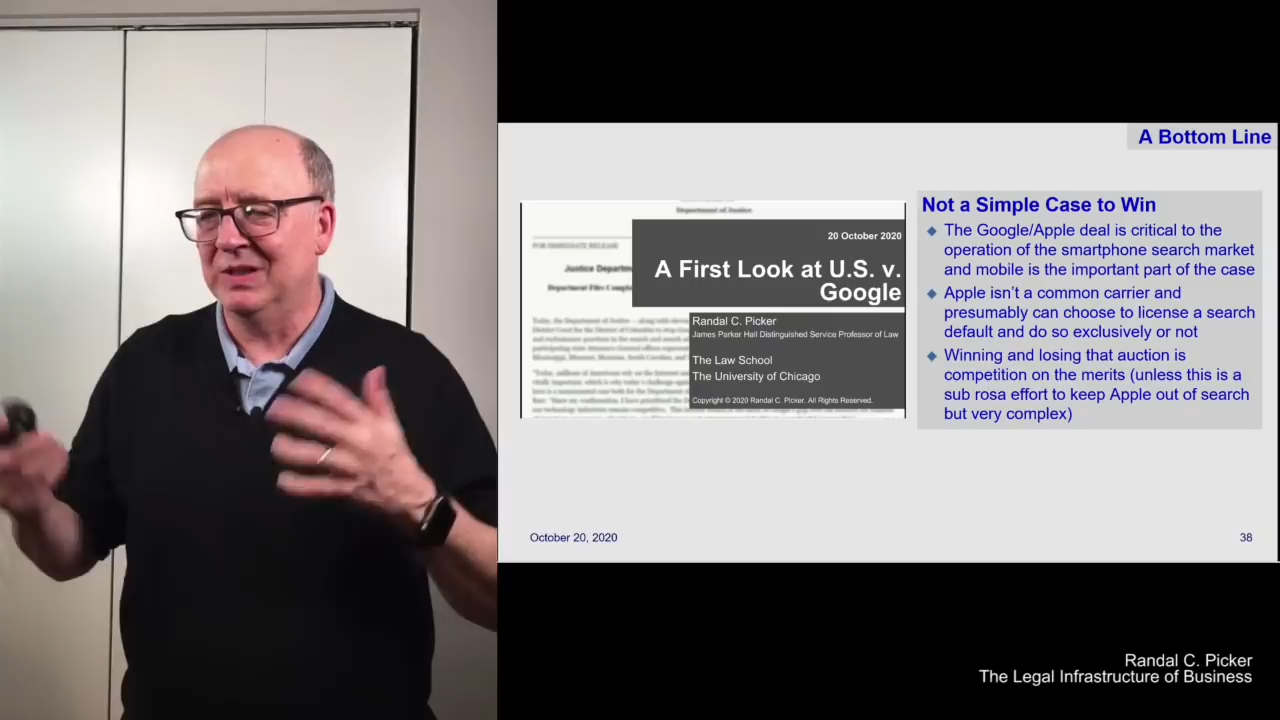 A Bottom Line
Department of Justice
FOR IMMEDIATE RELEASE
20 October 2020
A First Look at U.S. v.
Google
Randal C. Picker
James Parker Hall Distinguished Service Professor of Law
The Law School
The University of Chicago
Copyright © 2020 Randal C. Picker. All Rights Reserved.
Not a Simple Case to Win
The Google/Apple deal is critical to the
operation of the smartphone search market
and mobile is the important part of the case
Apple isn't a common carrier and
presumably can choose to license a search
default and do so exclusively or not
Winning and losing that auction is
competition on the merits (unless this is a
sub rosa effort to keep Apple out of search
but very complex)
October 20, 2020
38
Randal C. Picker
The Legal Infrastructure of Business